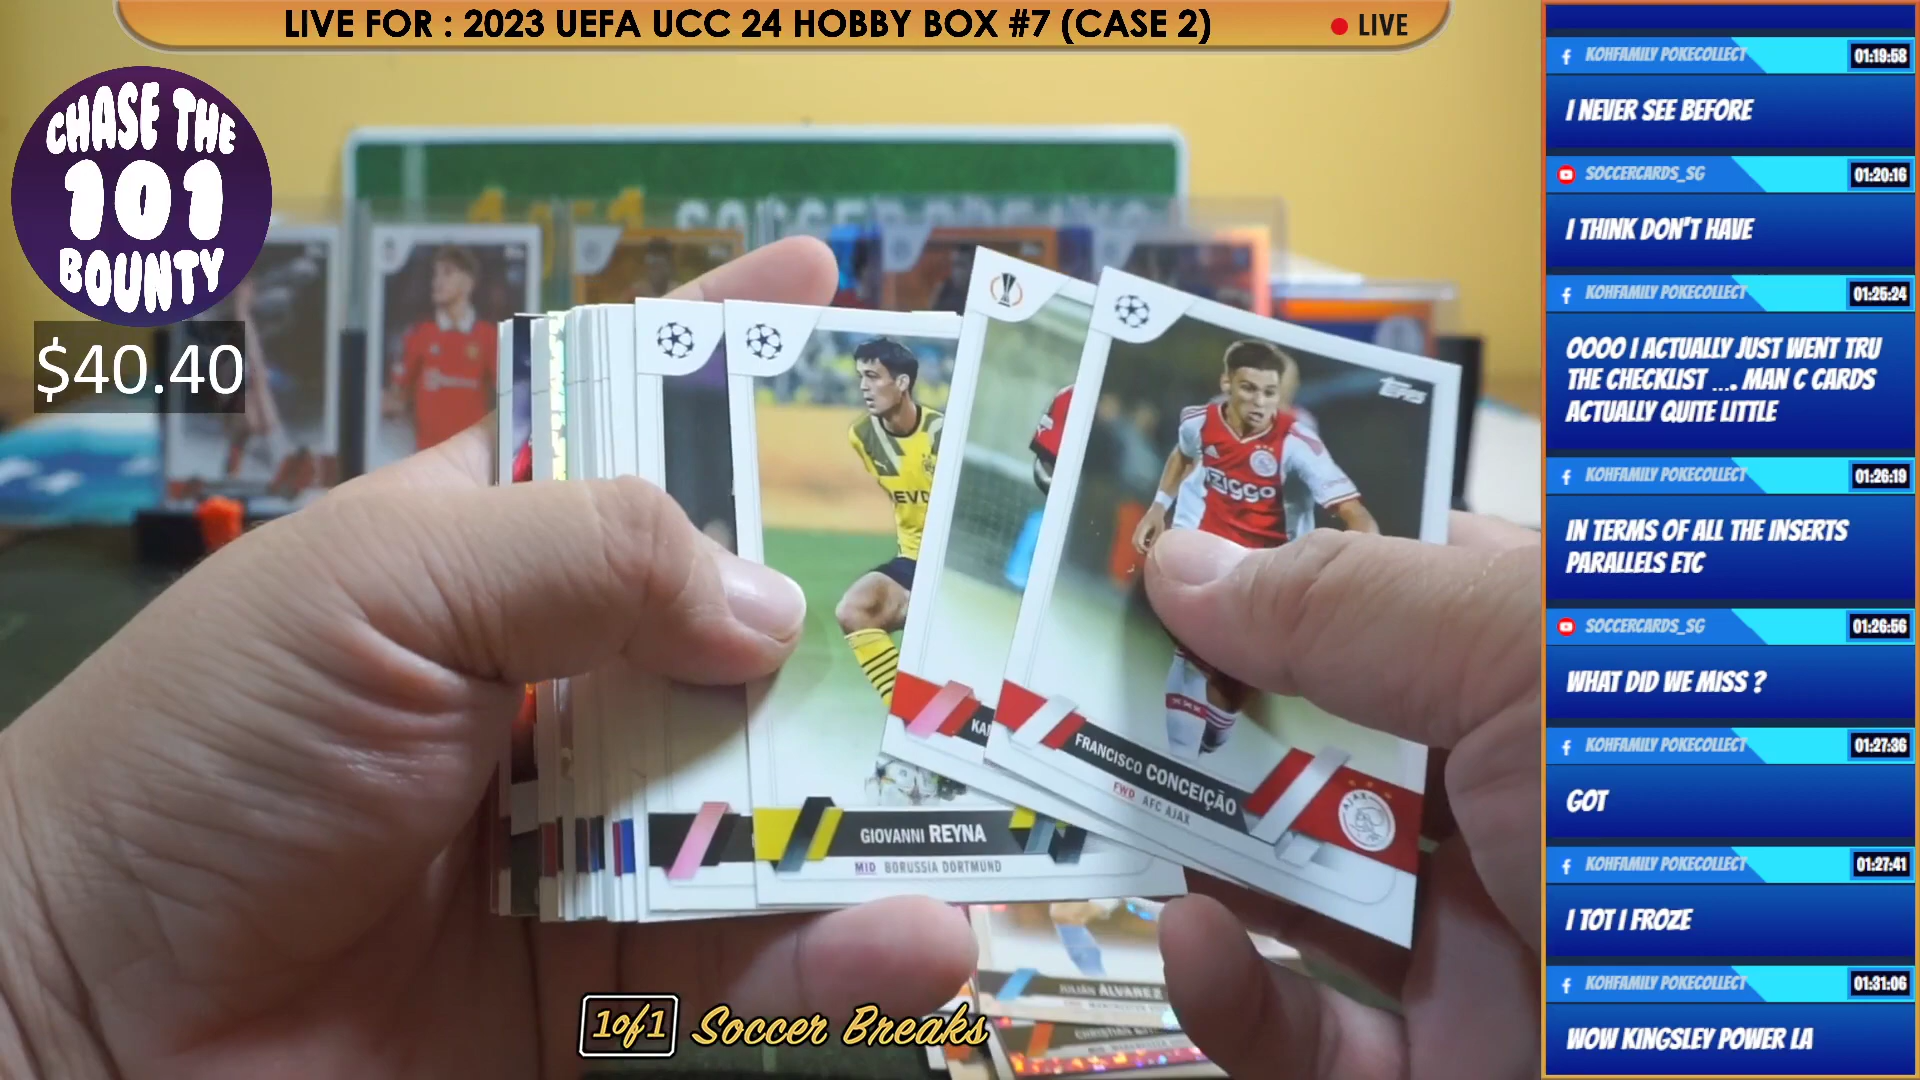 LIVE FOR : 2023 UEFA UCC 24 HOBBY BOX #7 (CASE 2)
LIVE
CHASE THE
101
BOUNTY
$40.40
Topps
Ziggo
FRANCISCO CONCEIÇÃO
FWD AFC AJAX
AJAX
GIOVANNI REYNA
MID BORUSSIA DORTMUND
JULIÁN ÁLVAREZ
1of1 Soccer Breaks
KOHFAMILY POKECOLLECT 01:19:58
I NEVER SEE BEFORE
SOCCERCARDS_SG 01:20:16
I THINK DON'T HAVE
KOHFAMILY POKECOLLECT 01:25:24
OOOO I ACTUALLY JUST WENT TRU
THE CHECKLIST .... MAN C CARDS
ACTUALLY QUITE LITTLE
KOHFAMILY POKECOLLECT 01:26:19
IN TERMS OF ALL THE INSERTS
PARALLELS ETC
SOCCERCARDS_SG 01:26:56
WHAT DID WE MISS ?
KOHFAMILY POKECOLLECT 01:27:36
GOT
KOHFAMILY POKECOLLECT 01:27:41
I TOT I FROZE
KOHFAMILY POKECOLLECT 01:31:06
WOW KINGSLEY POWER LA